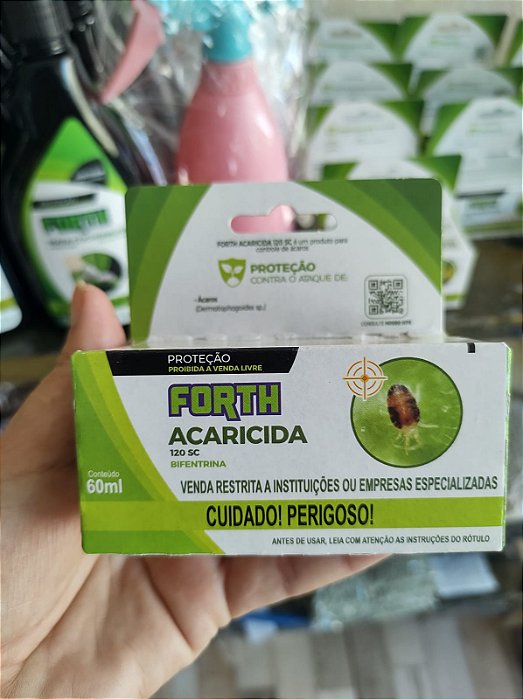 FORTH
FORTH ACARICIDA 120 SC é um produto para
controle de ácaros
PROTEÇÃO
CONTRA O ATAQUE DE:
- Ácaros
(Dermatophagoides sp.)
PROTEÇÃO
PROIBIDA A VENDA LIVRE
FORTH
ACARICIDA
120 SC
BIFENTRINA
Conteúdo
60ml
VENDA RESTRITA A INSTITUIÇÕES OU EMPRESAS ESPECIALIZADAS
CUIDADO! PERIGOSO!
ANTES DE USAR, LEIA COM ATENÇÃO AS INSTRUÇÕES DO RÓTULO